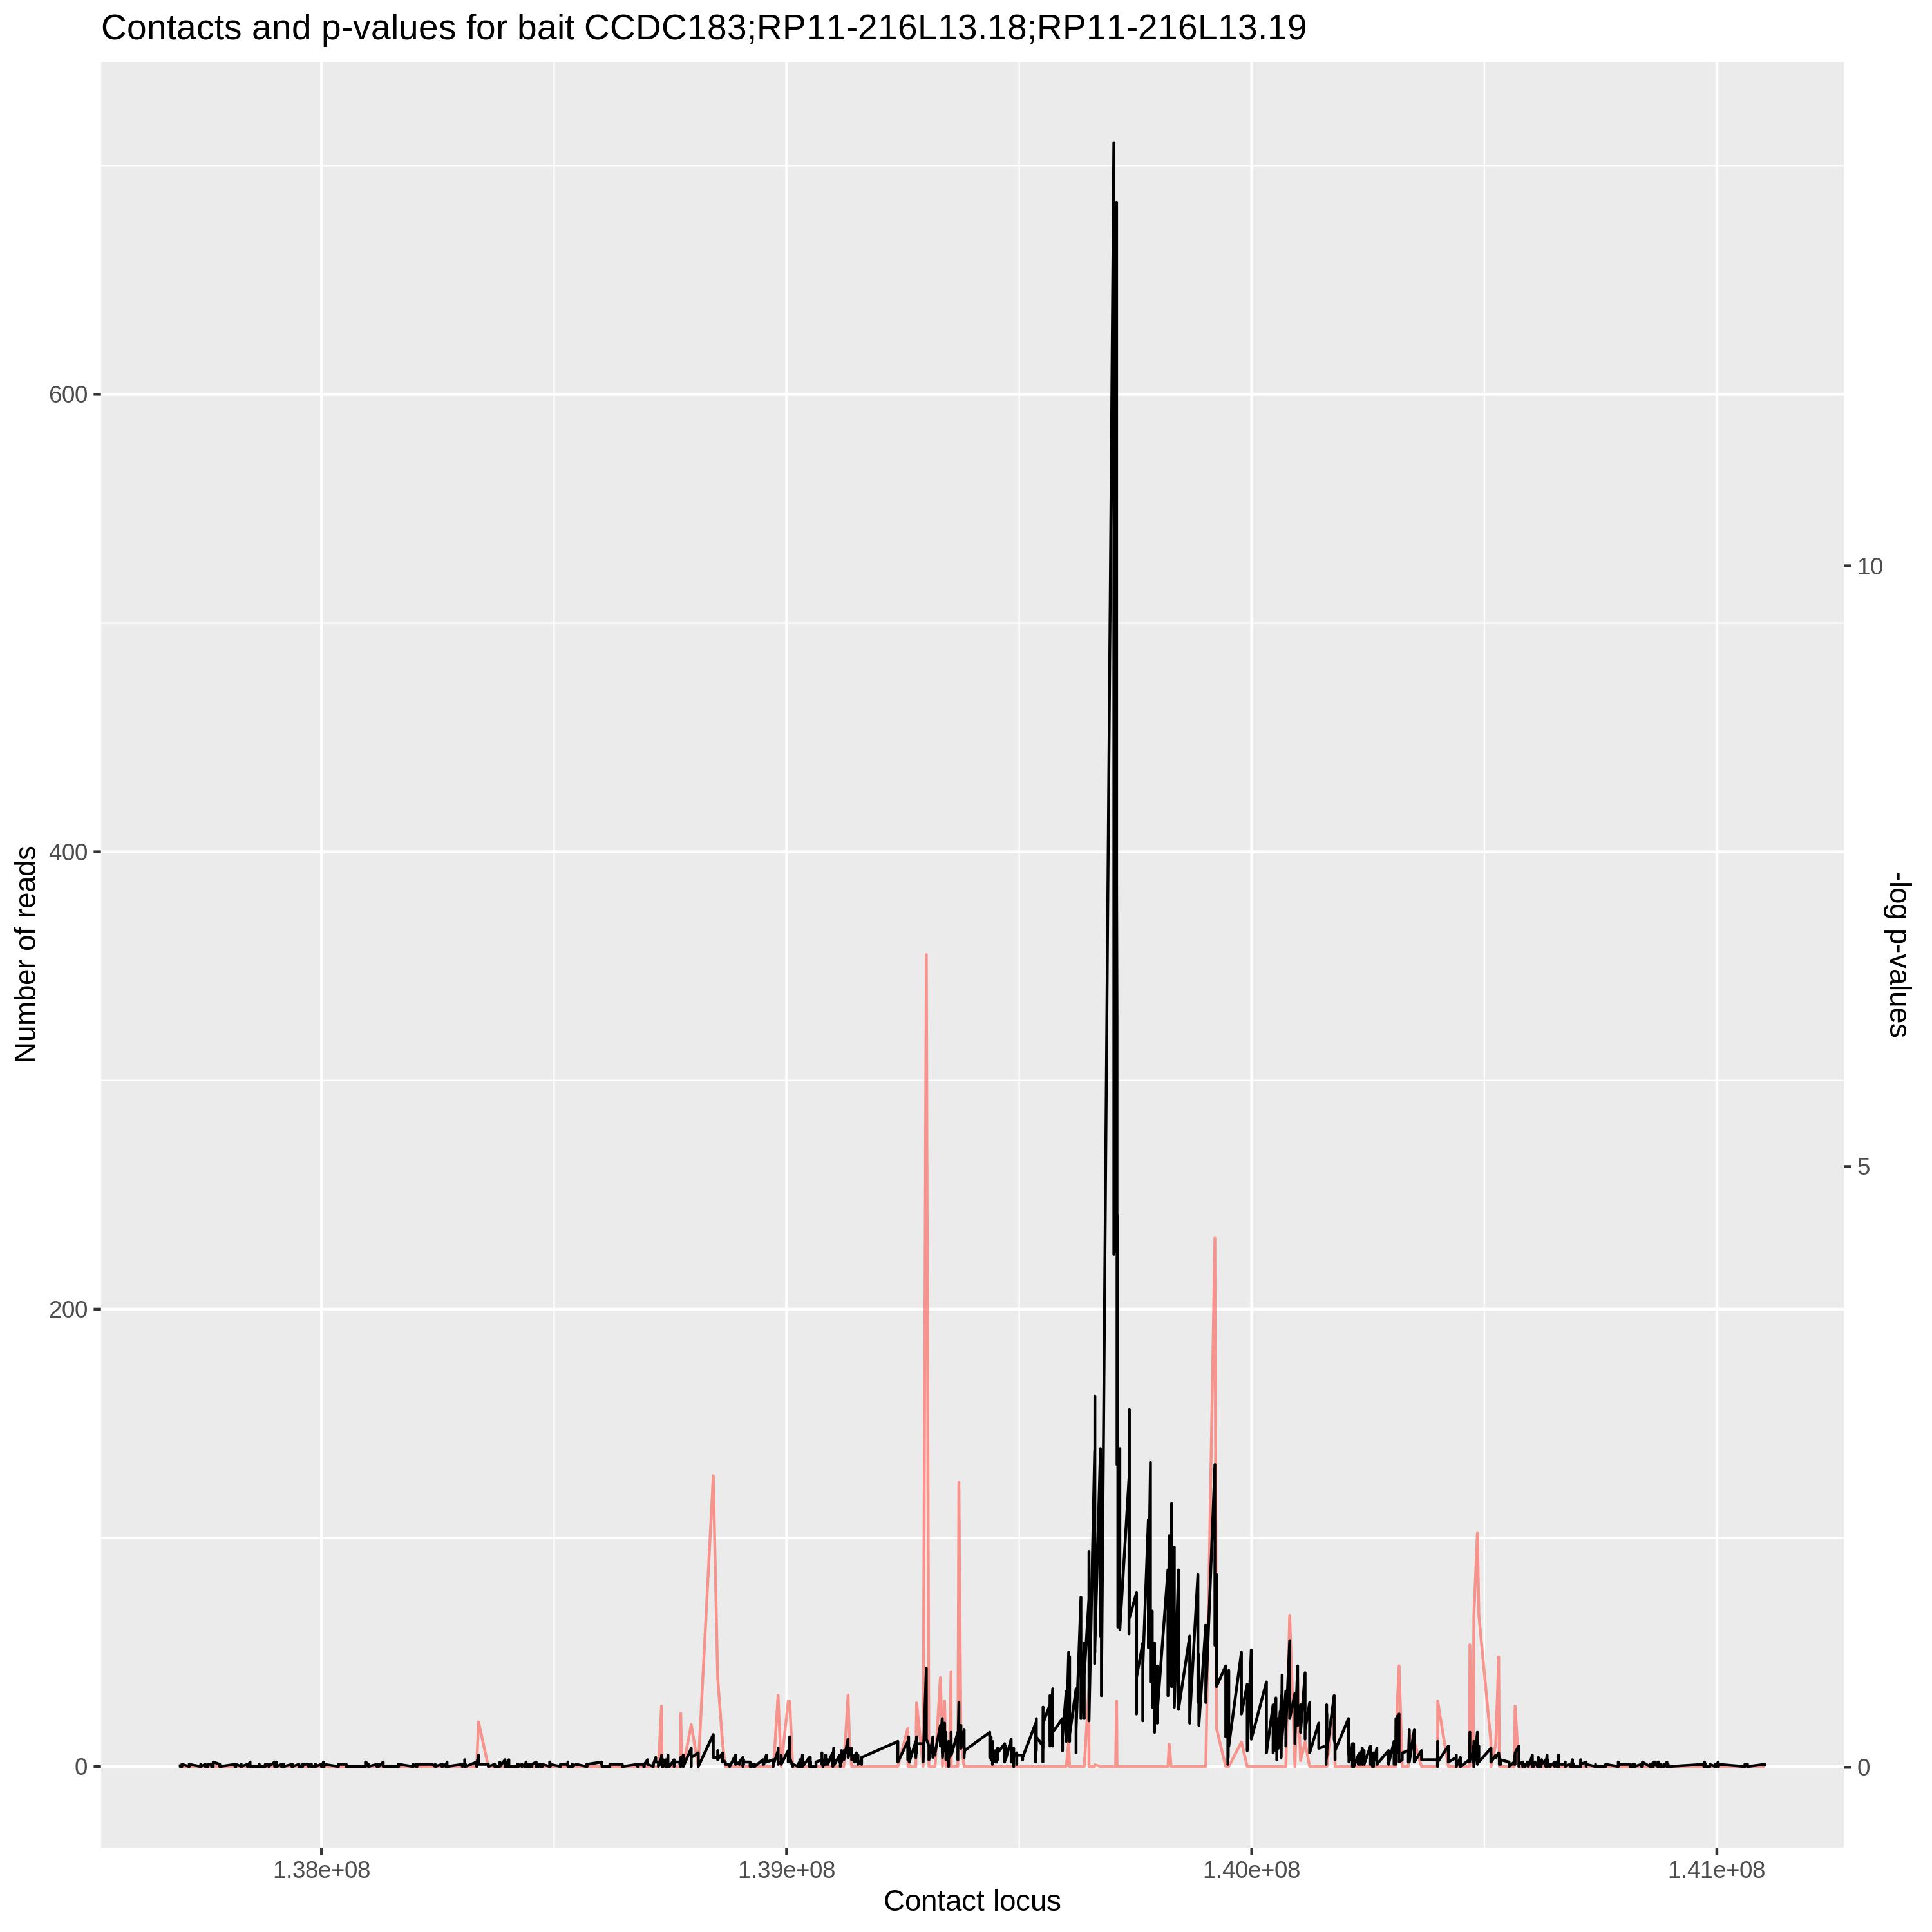 Contacts and p-values for bait CCDC183;RP11-216L13.18;RP11-216L13.19
600
400
200
0
Number of reads
10
5
0
-log p-values
1.38e+08
1.39e+08
1.40e+08
1.41e+08
Contact locus